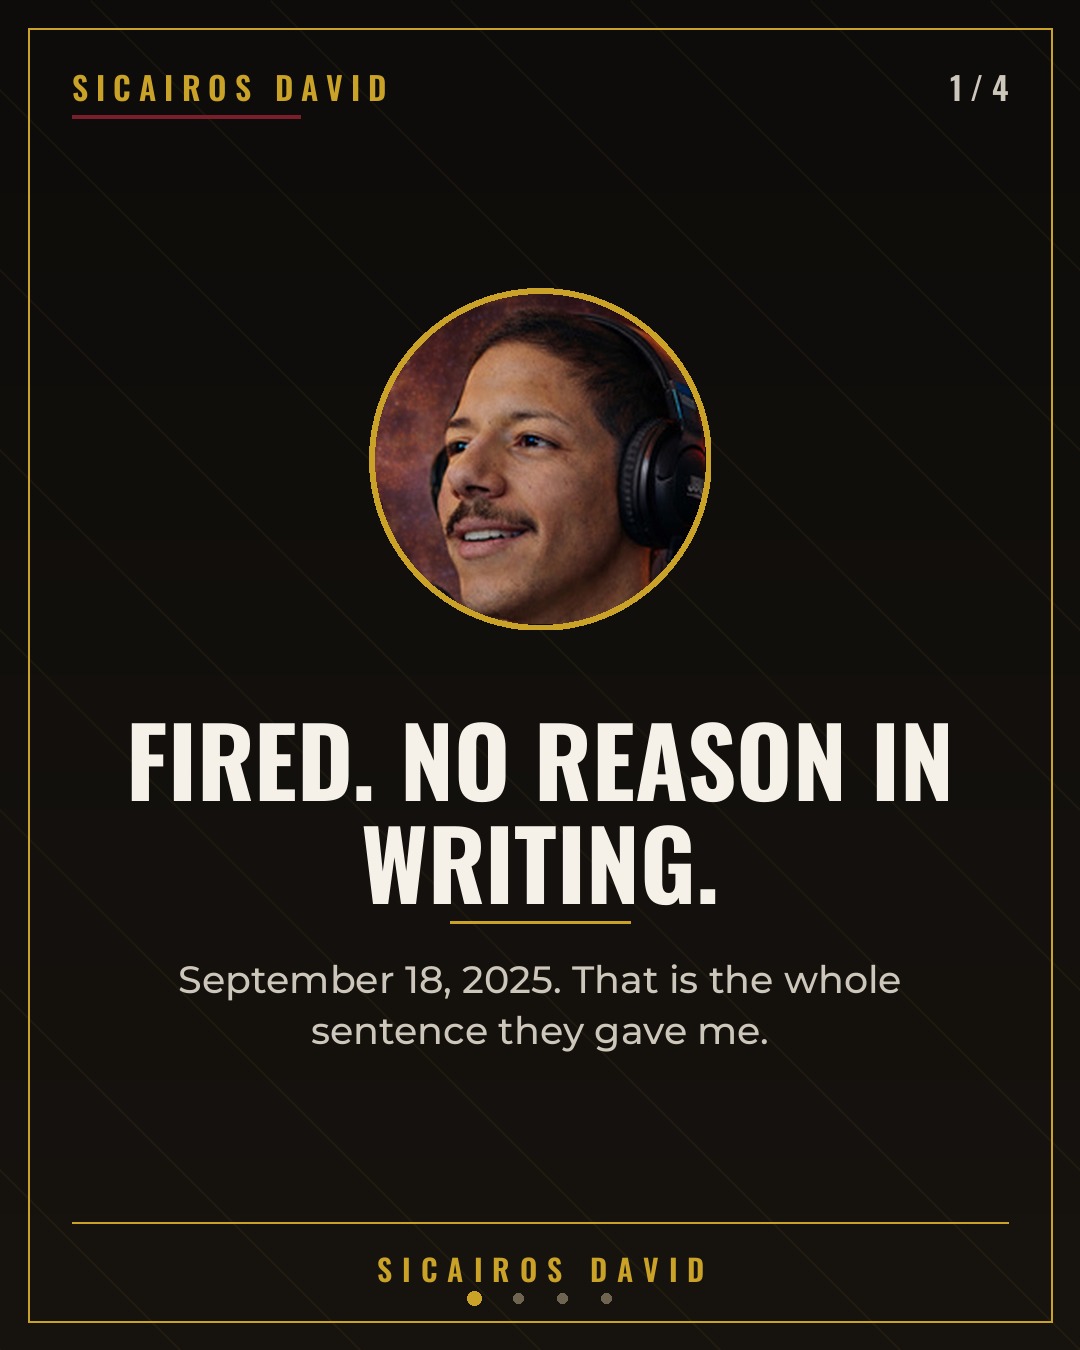 SICAIROS DAVID
1 / 4
FIRED. NO REASON IN
WRITING.
September 18, 2025. That is the whole
sentence they gave me.
SICAIROS DAVID